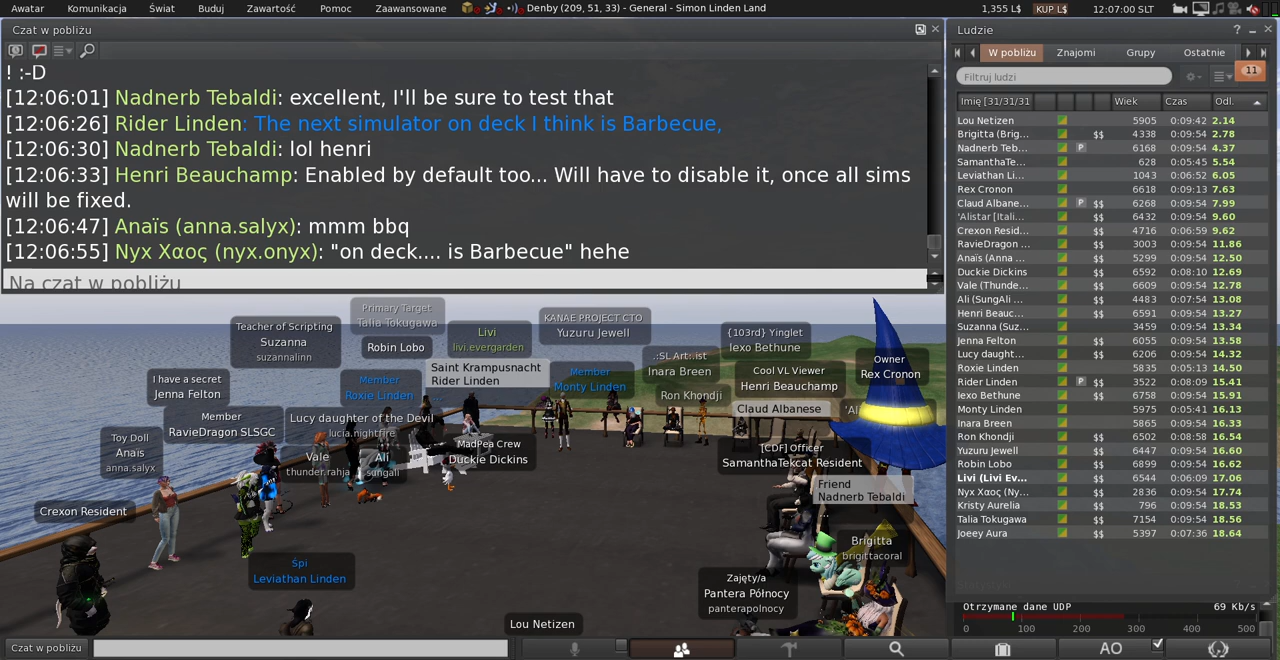 Awatar Komunikacja Świat Buduj Zawartość Pomoc Zaawansowane Denby (209, 51, 33) - General - Simon Linden Land 1,355 L$ KUP L$ 12:07:00 SLT
Czat w pobliżu
! :-D
[12:06:01] Nadnerb Tebaldi: excellent, I'll be sure to test that
[12:06:26] Rider Linden: The next simulator on deck I think is Barbecue,
[12:06:30] Nadnerb Tebaldi: lol henri
[12:06:33] Henri Beauchamp: Enabled by default too... Will have to disable it, once all sims
will be fixed.
[12:06:47] Anaïs (anna.salyx): mmm bbq
[12:06:55] Nyx Χαος (nyx.onyx): "on deck.... is Barbecue" hehe
Na czat w pobliżu
Primary Target
Talia Tokugawa
Teacher of Scripting
Suzanna
suzannalinn
Robin Lobo
Livi
livi.evergarden
KANAE PROJECT CTO
Yuzuru Jewell
{103rd} Yinglet
Iexo Bethune
Saint Krampusnacht
Rider Linden
.:SL Art:.ist
Inara Breen
Owner
Rex Cronon
I have a secret
Jenna Felton
Member
Roxie Linden
Member
Monty Linden
Cool VL Viewer
Henri Beauchamp
Ron Khondji
Claud Albanese
'Al
Member
RavieDragon SLSGC
Lucy daughter of the Devil
lucia.nightfire
Toy Doll
Anaïs
anna.salyx
Vale
thunder.rahja
Ali
sungali
MadPea Crew
Duckie Dickins
[CDF] Officer
SamanthaTekcat Resident
Friend
Nadnerb Tebaldi
Crexon Resident
Śpi
Leviathan Linden
Brigitta
brigittacoral
Zajęty/a
Pantera Północy
panterapolnocy
Lou Netizen
Czat w pobliżu
Ludzie
W pobliżu Znajomi Grupy Ostatnie
Filtruj ludzi
11
Imię [31/31/31 Wiek Czas Odl.
Lou Netizen 5905 0:09:42 2.14
Brigitta (Brig... $$ 4338 0:09:54 2.78
Nadnerb Teb... P 6168 0:09:54 4.37
SamanthaTe... 628 0:05:45 5.54
Leviathan Li... 1043 0:06:52 6.05
Rex Cronon 6618 0:09:13 7.63
Claud Albane... P $$ 6268 0:09:54 7.99
'Alistar [Itali... $$ 6432 0:09:54 9.60
Crexon Resid... $$ 4716 0:06:59 9.62
RavieDragon ... $$ 3003 0:09:54 11.86
Anaïs (Anna ... $$ 5299 0:09:54 12.50
Duckie Dickins $$ 6592 0:08:10 12.69
Vale (Thunde... $$ 6609 0:09:54 12.78
Ali (SungAli ... $$ 4483 0:07:54 13.08
Henri Beauc... $$ 6591 0:09:54 13.27
Suzanna (Suz... 3459 0:09:54 13.34
Jenna Felton $$ 6055 0:09:54 13.58
Lucy daught... $$ 6206 0:09:54 14.32
Roxie Linden 5835 0:05:13 14.50
Rider Linden P $$ 3522 0:08:09 15.41
Iexo Bethune $$ 6758 0:09:54 15.91
Monty Linden 5975 0:05:41 16.13
Inara Breen 5865 0:09:54 16.33
Ron Khondji $$ 6502 0:08:58 16.54
Yuzuru Jewell $$ 6447 0:09:54 16.60
Robin Lobo $$ 6899 0:09:54 16.62
Livi (Livi Ev... $$ 6544 0:06:09 17.06
Nyx Χαος (Ny... $$ 2836 0:09:54 17.74
Kristy Aurelia $$ 796 0:09:54 18.53
Talia Tokugawa $$ 7154 0:09:54 18.56
Joeey Aura $$ 5397 0:07:36 18.64
Otrzymane dane UDP 69 Kb/s
0 100 200 300 400 500
AO